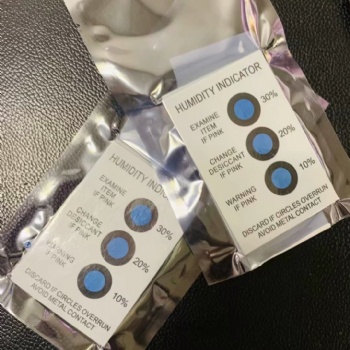 HUMIDITY INDICATOR
EXAMINE
ITEM
IF PINK
30%
CHANGE
DESICCANT
IF PINK
20%
WARNING
IF PINK
10%
DISCARD IF CIRCLES OVERRUN
AVOID METAL CONTACT
HUMIDITY INDICATOR
EXAMINE
ITEM
IF PINK
30%
CHANGE
DESICCANT
IF PINK
20%
WARNING
IF PINK
10%
DISCARD IF CIRCLES OVERRUN
AVOID METAL CONTACT